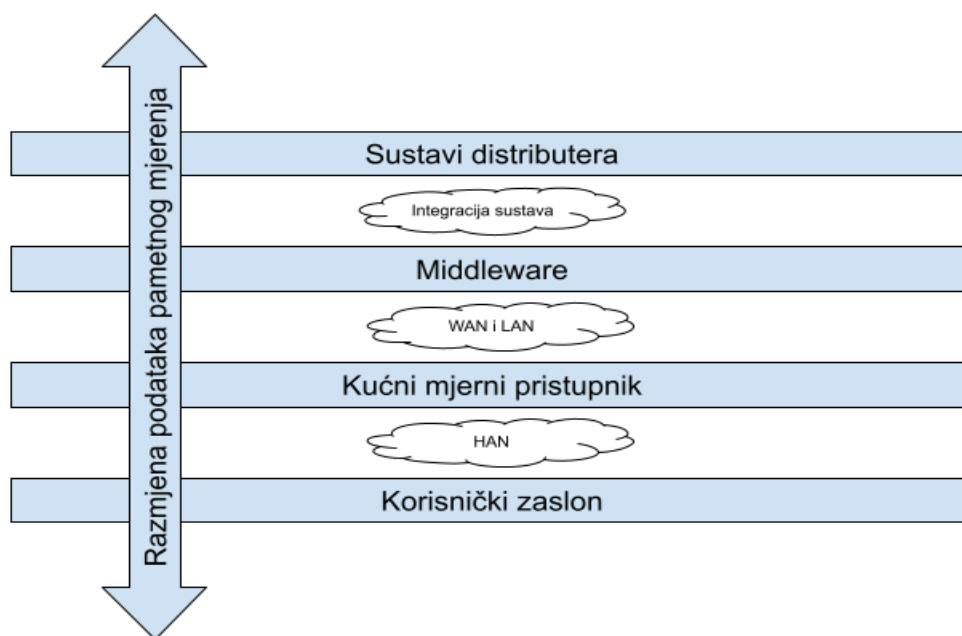 Razmjena podataka pametnog mjerenja
Sustavi distributera
Integracija sustava
Middleware
WAN i LAN
Kućni mjerni pristupnik
HAN
Korisnički zaslon